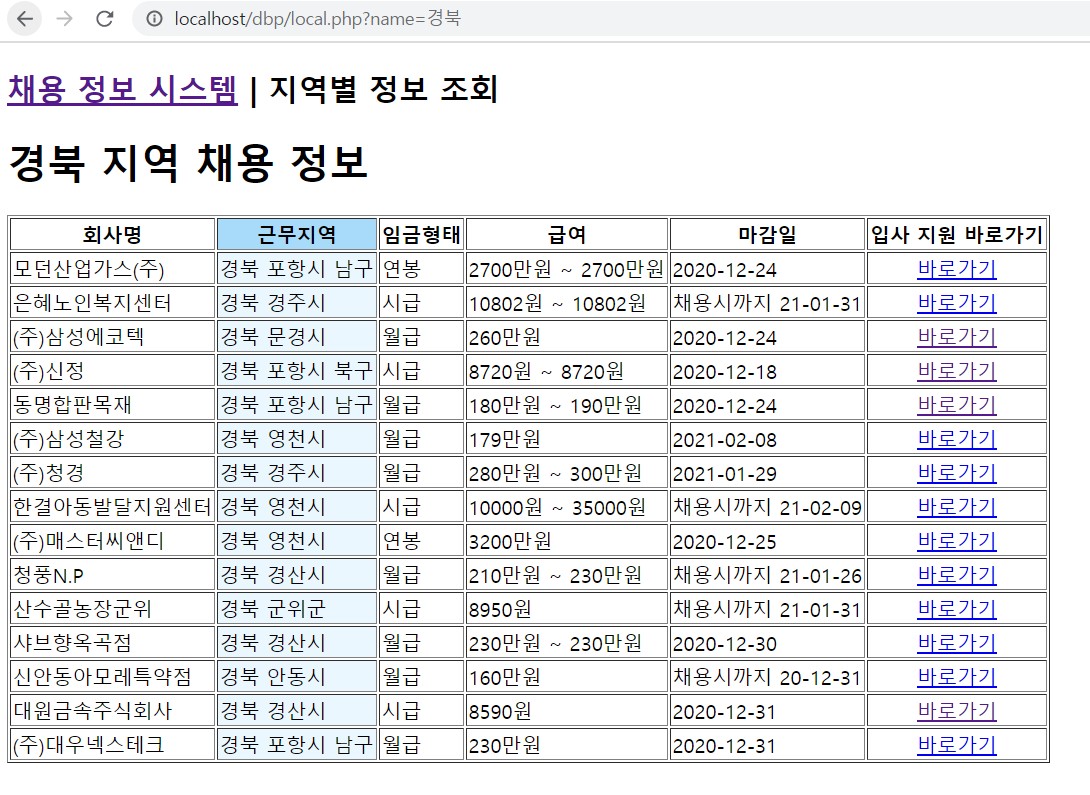 localhost/dbp/local.php?name=경북
채용 정보 시스템 | 지역별 정보 조회
경북 지역 채용 정보
회사명 근무지역 임금형태 급여 마감일 입사 지원 바로가기
모던산업가스(주) 경북 포항시 남구 연봉 2700만원 ~ 2700만원 2020-12-24 바로가기
은혜노인복지센터 경북 경주시 시급 10802원 ~ 10802원 채용시까지 21-01-31 바로가기
(주)삼성에코텍 경북 문경시 월급 260만원 2020-12-24 바로가기
(주)신정 경북 포항시 북구 시급 8720원 ~ 8720원 2020-12-18 바로가기
동명합판목재 경북 포항시 남구 월급 180만원 ~ 190만원 2020-12-24 바로가기
(주)삼성철강 경북 영천시 월급 179만원 2021-02-08 바로가기
(주)청경 경북 경주시 월급 280만원 ~ 300만원 2021-01-29 바로가기
한결아동발달지원센터 경북 영천시 시급 10000원 ~ 35000원 채용시까지 21-02-09 바로가기
(주)매스터씨앤디 경북 영천시 연봉 3200만원 2020-12-25 바로가기
청풍N.P 경북 경산시 월급 210만원 ~ 230만원 채용시까지 21-01-26 바로가기
산수골농장군위 경북 군위군 시급 8950원 채용시까지 21-01-31 바로가기
샤브향옥곡점 경북 경산시 월급 230만원 ~ 230만원 2020-12-30 바로가기
신안동아모레특약점 경북 안동시 월급 160만원 채용시까지 20-12-31 바로가기
대원금속주식회사 경북 경산시 시급 8590원 2020-12-31 바로가기
(주)대우넥스테크 경북 포항시 남구 월급 230만원 2020-12-31 바로가기